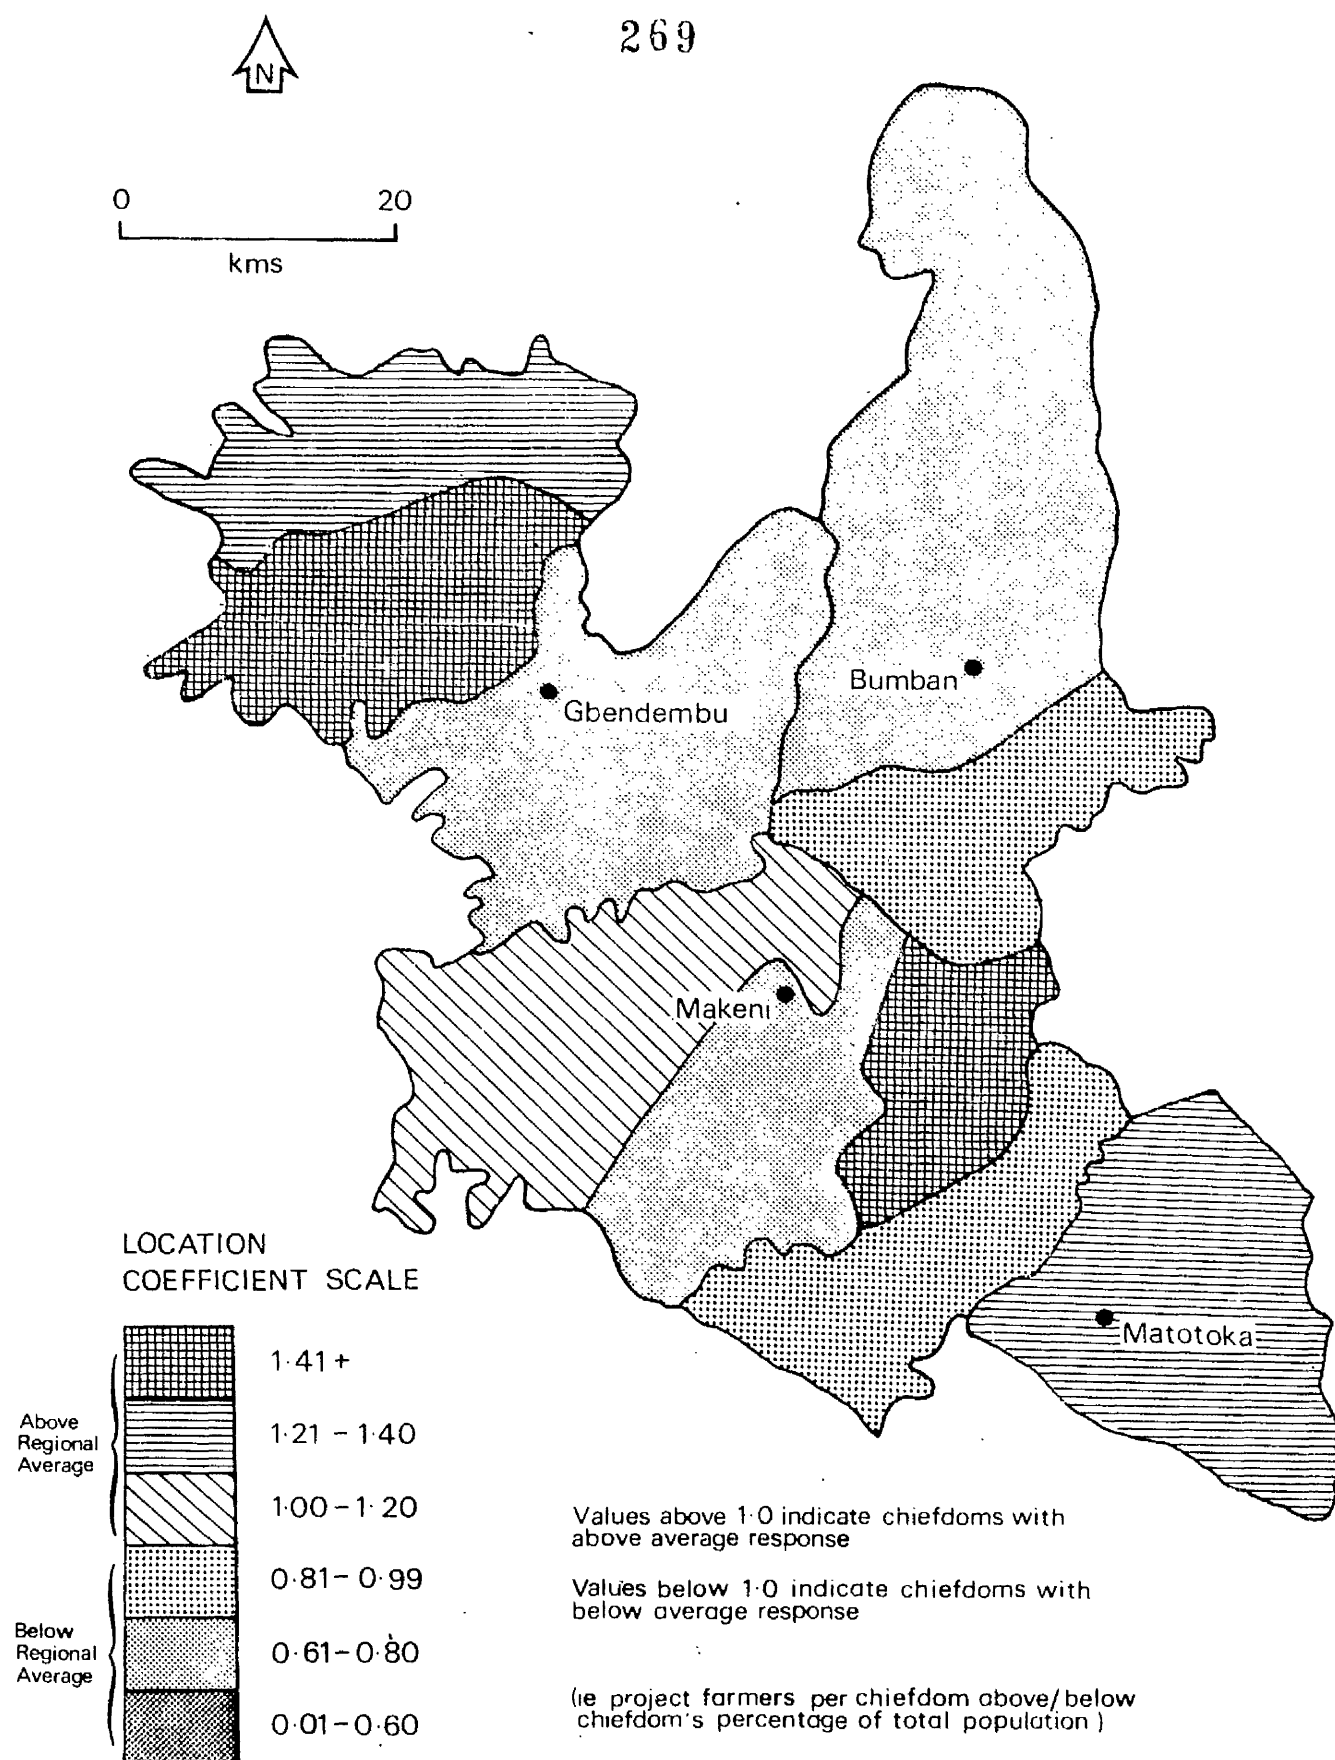 269
N
0 20
kms
Bumban
Gbendembu
Makeni
Matotoka
LOCATION
COEFFICIENT SCALE
1·41 +
Above
Regional
Average
1·21 - 1·40
1·00 - 1·20
0·81 - 0·99
Below
Regional
Average
0·61 - 0·80
0·01 - 0·60
Values above 1·0 indicate chiefdoms with
above average response
Values below 1·0 indicate chiefdoms with
below average response
(ie project farmers per chiefdom above/below
chiefdom's percentage of total population)